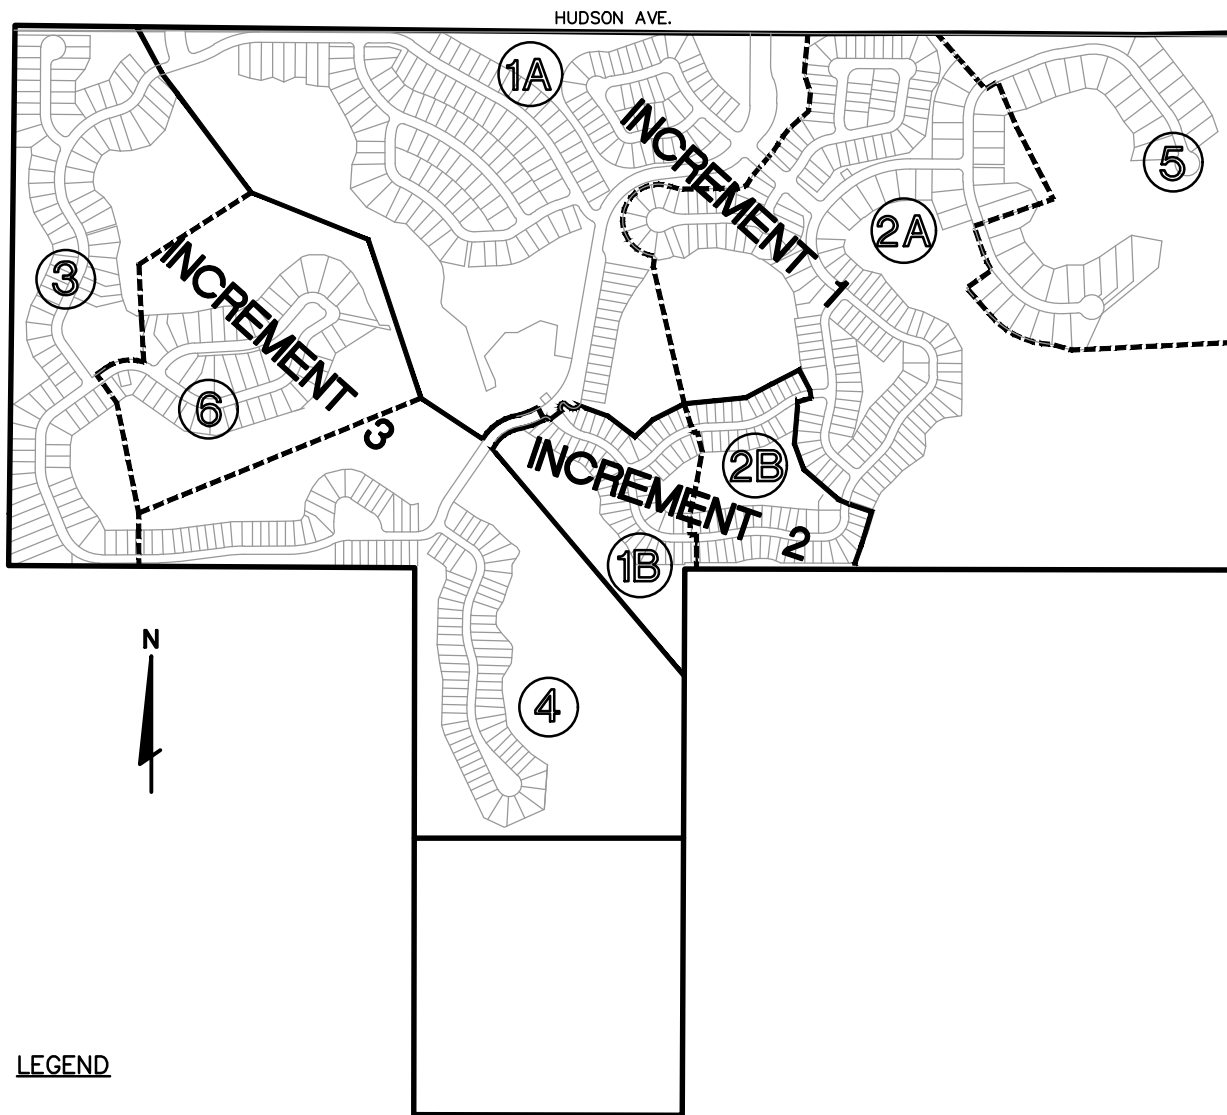 HUDSON AVE.
1A
INCREMENT 1
5
2A
3
INCREMENT 3
6
INCREMENT 2
2B
1B
4
N
LEGEND